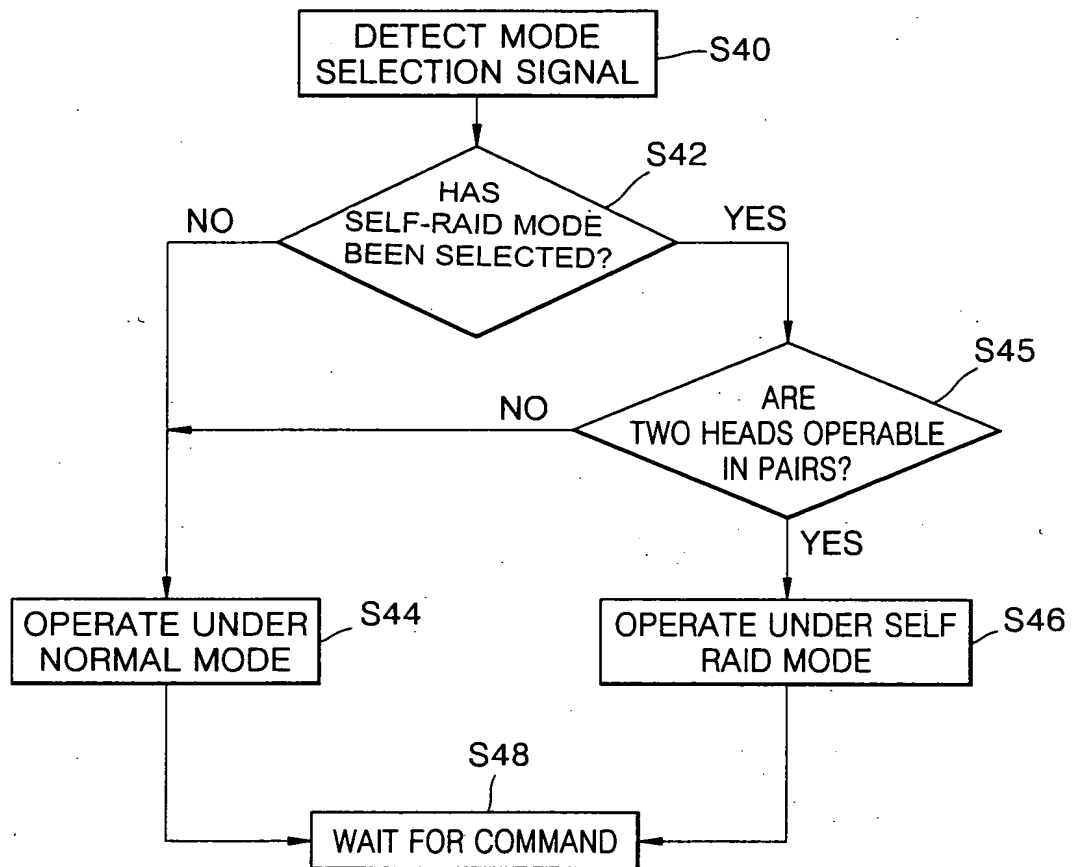 DETECT MODE
SELECTION SIGNAL
S40
S42
HAS
SELF-RAID MODE
BEEN SELECTED?
NO
YES
S45
ARE
TWO HEADS OPERABLE
IN PAIRS?
NO
YES
OPERATE UNDER
NORMAL MODE
S44
OPERATE UNDER SELF
RAID MODE
S46
S48
WAIT FOR COMMAND